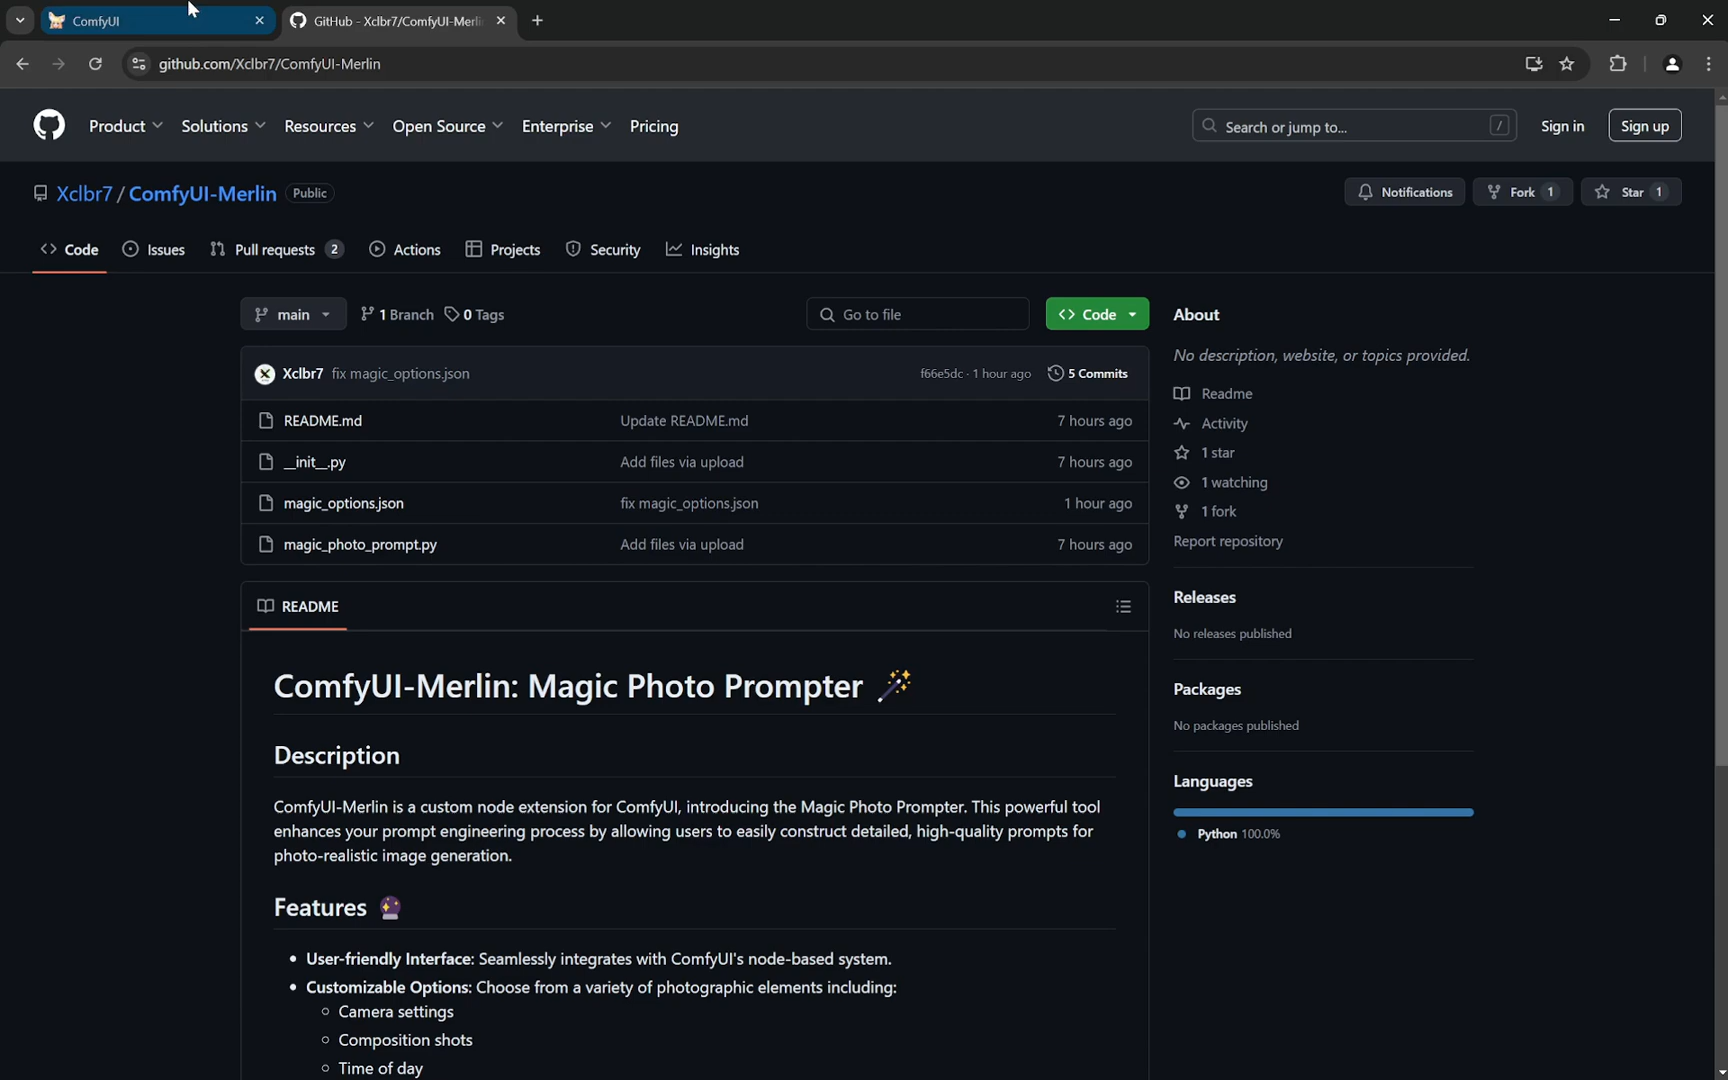 ComfyUI
GitHub - Xclbr7/ComfyUI-Merli
github.com/Xclbr7/ComfyUI-Merlin
Product Solutions Resources Open Source Enterprise Pricing Search or jump to... / Sign in Sign up
Xclbr7 / ComfyUI-Merlin Public Notifications Fork 1 Star 1
Code Issues Pull requests 2 Actions Projects Security Insights
main 1 Branch 0 Tags Go to file Code
Xclbr7 fix magic_options.json f66e5dc · 1 hour ago 5 Commits
README.md Update README.md 7 hours ago
__init__.py Add files via upload 7 hours ago
magic_options.json fix magic_options.json 1 hour ago
magic_photo_prompt.py Add files via upload 7 hours ago
README
ComfyUI-Merlin: Magic Photo Prompter
Description
ComfyUI-Merlin is a custom node extension for ComfyUI, introducing the Magic Photo Prompter. This powerful tool
enhances your prompt engineering process by allowing users to easily construct detailed, high-quality prompts for
photo-realistic image generation.
Features
• User-friendly Interface: Seamlessly integrates with ComfyUI's node-based system.
• Customizable Options: Choose from a variety of photographic elements including:
Camera settings
Composition shots
Time of day
About
No description, website, or topics provided.
Readme
Activity
1 star
1 watching
1 fork
Report repository
Releases
No releases published
Packages
No packages published
Languages
Python 100.0%